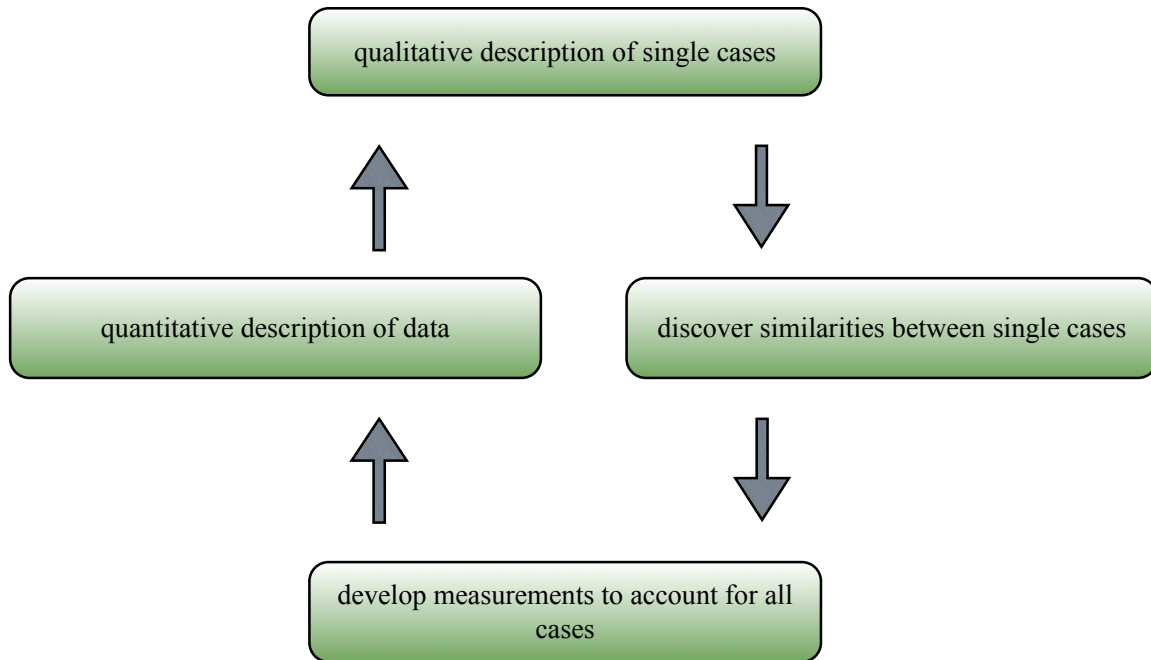 qualitative description of single cases
quantitative description of data
discover similarities between single cases
develop measurements to account for all
cases